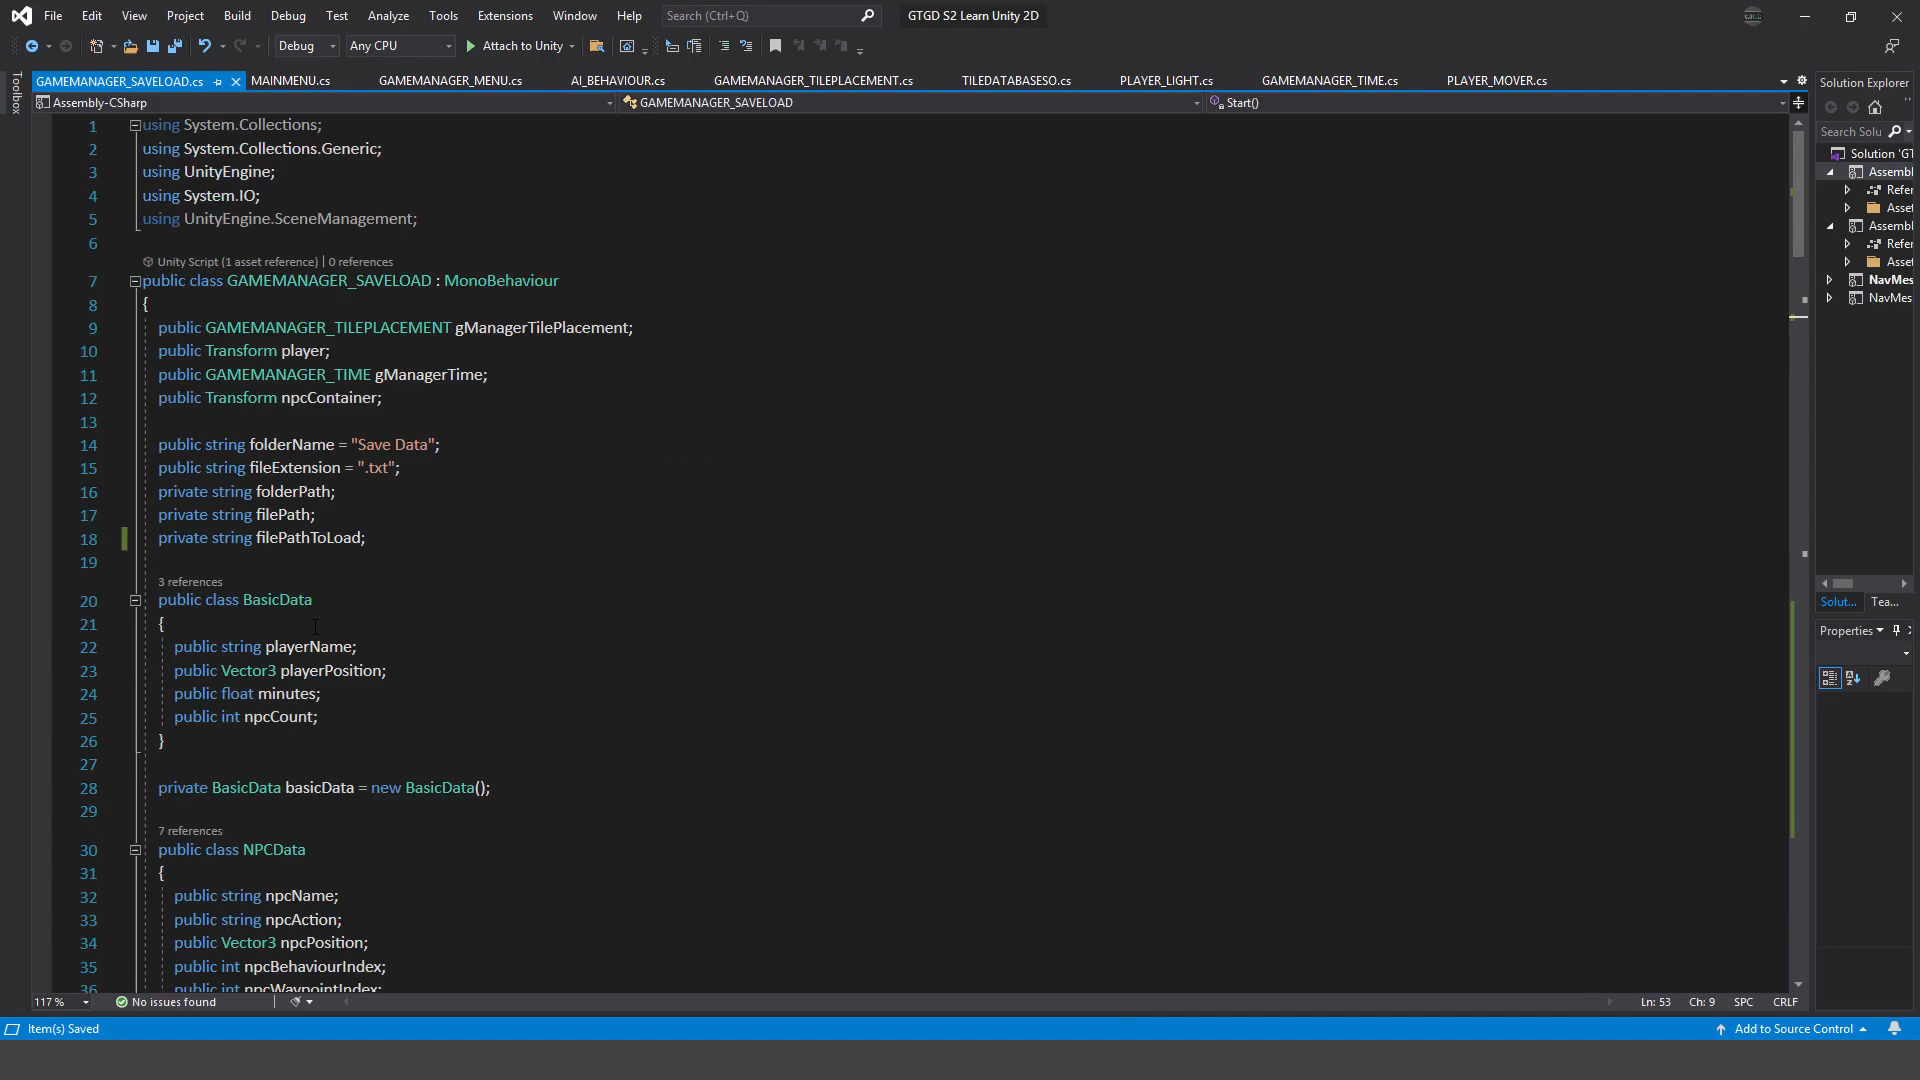 File Edit View Project Build Debug Test Analyze Tools Extensions Window Help Search (Ctrl+Q) GTGD S2 Learn Unity 2D
Debug Any CPU Attach to Unity
Toolbox
GAMEMANAGER_SAVELOAD.cs MAINMENU.cs GAMEMANAGER_MENU.cs AI_BEHAVIOUR.cs GAMEMANAGER_TILEPLACEMENT.cs TILEDATABASESO.cs PLAYER_LIGHT.cs GAMEMANAGER_TIME.cs PLAYER_MOVER.cs
Assembly-CSharp GAMEMANAGER_SAVELOAD Start()
1 using System.Collections;
2 using System.Collections.Generic;
3 using UnityEngine;
4 using System.IO;
5 using UnityEngine.SceneManagement;
6
Unity Script (1 asset reference) | 0 references
7 public class GAMEMANAGER_SAVELOAD : MonoBehaviour
8 {
9 public GAMEMANAGER_TILEPLACEMENT gManagerTilePlacement;
10 public Transform player;
11 public GAMEMANAGER_TIME gManagerTime;
12 public Transform npcContainer;
13
14 public string folderName = "Save Data";
15 public string fileExtension = ".txt";
16 private string folderPath;
17 private string filePath;
18 private string filePathToLoad;
19
3 references
20 public class BasicData
21 {
22 public string playerName;
23 public Vector3 playerPosition;
24 public float minutes;
25 public int npcCount;
26 }
27
28 private BasicData basicData = new BasicData();
29
7 references
30 public class NPCData
31 {
32 public string npcName;
33 public string npcAction;
34 public Vector3 npcPosition;
35 public int npcBehaviourIndex;
36 public int npcWaypointIndex;
117 % No issues found Ln: 53 Ch: 9 SPC CRLF
Item(s) Saved Add to Source Control
Solution Explorer
Search Solu
Solution 'GT
Assembl
Refer
Asset
Assembl
Refer
Asset
NavMes
NavMes
Solut... Tea...
Properties